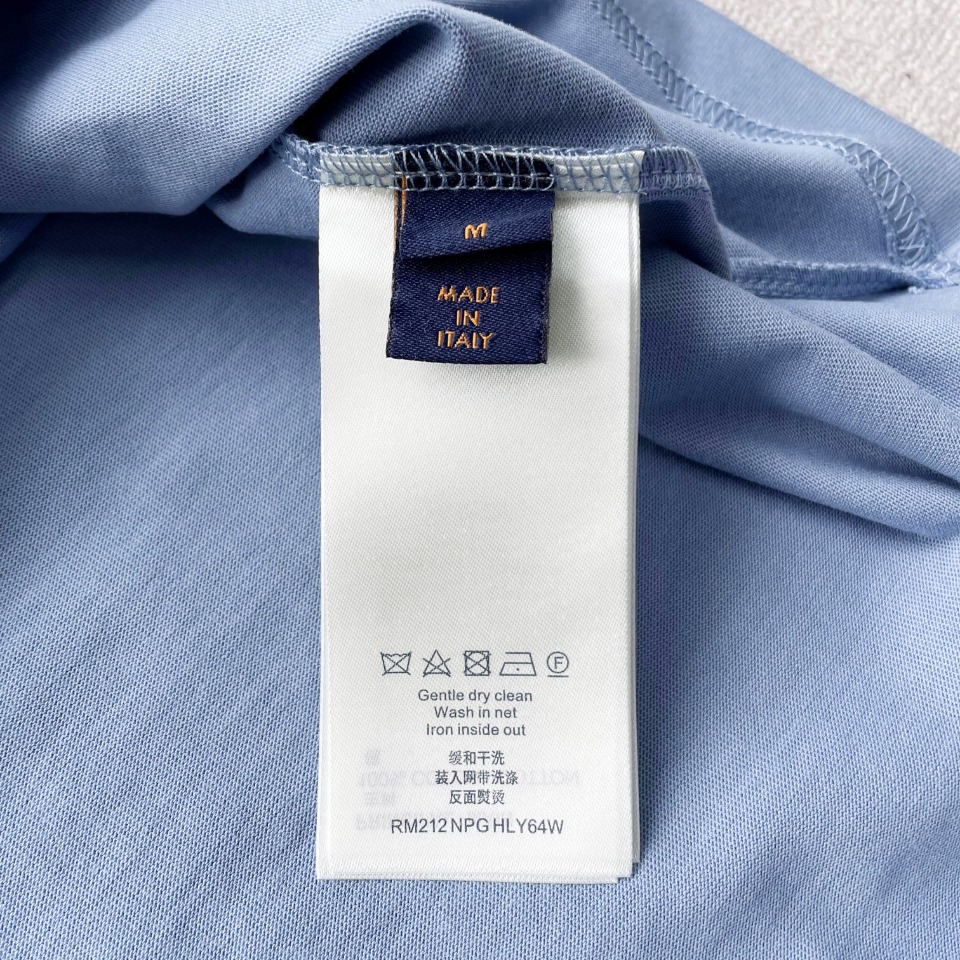 M
MADE
IN
ITALY
F
Gentle dry clean
Wash in net
Iron inside out
缓和干洗
装入网带洗涤
反面熨烫
RM212 NPG HLY64W